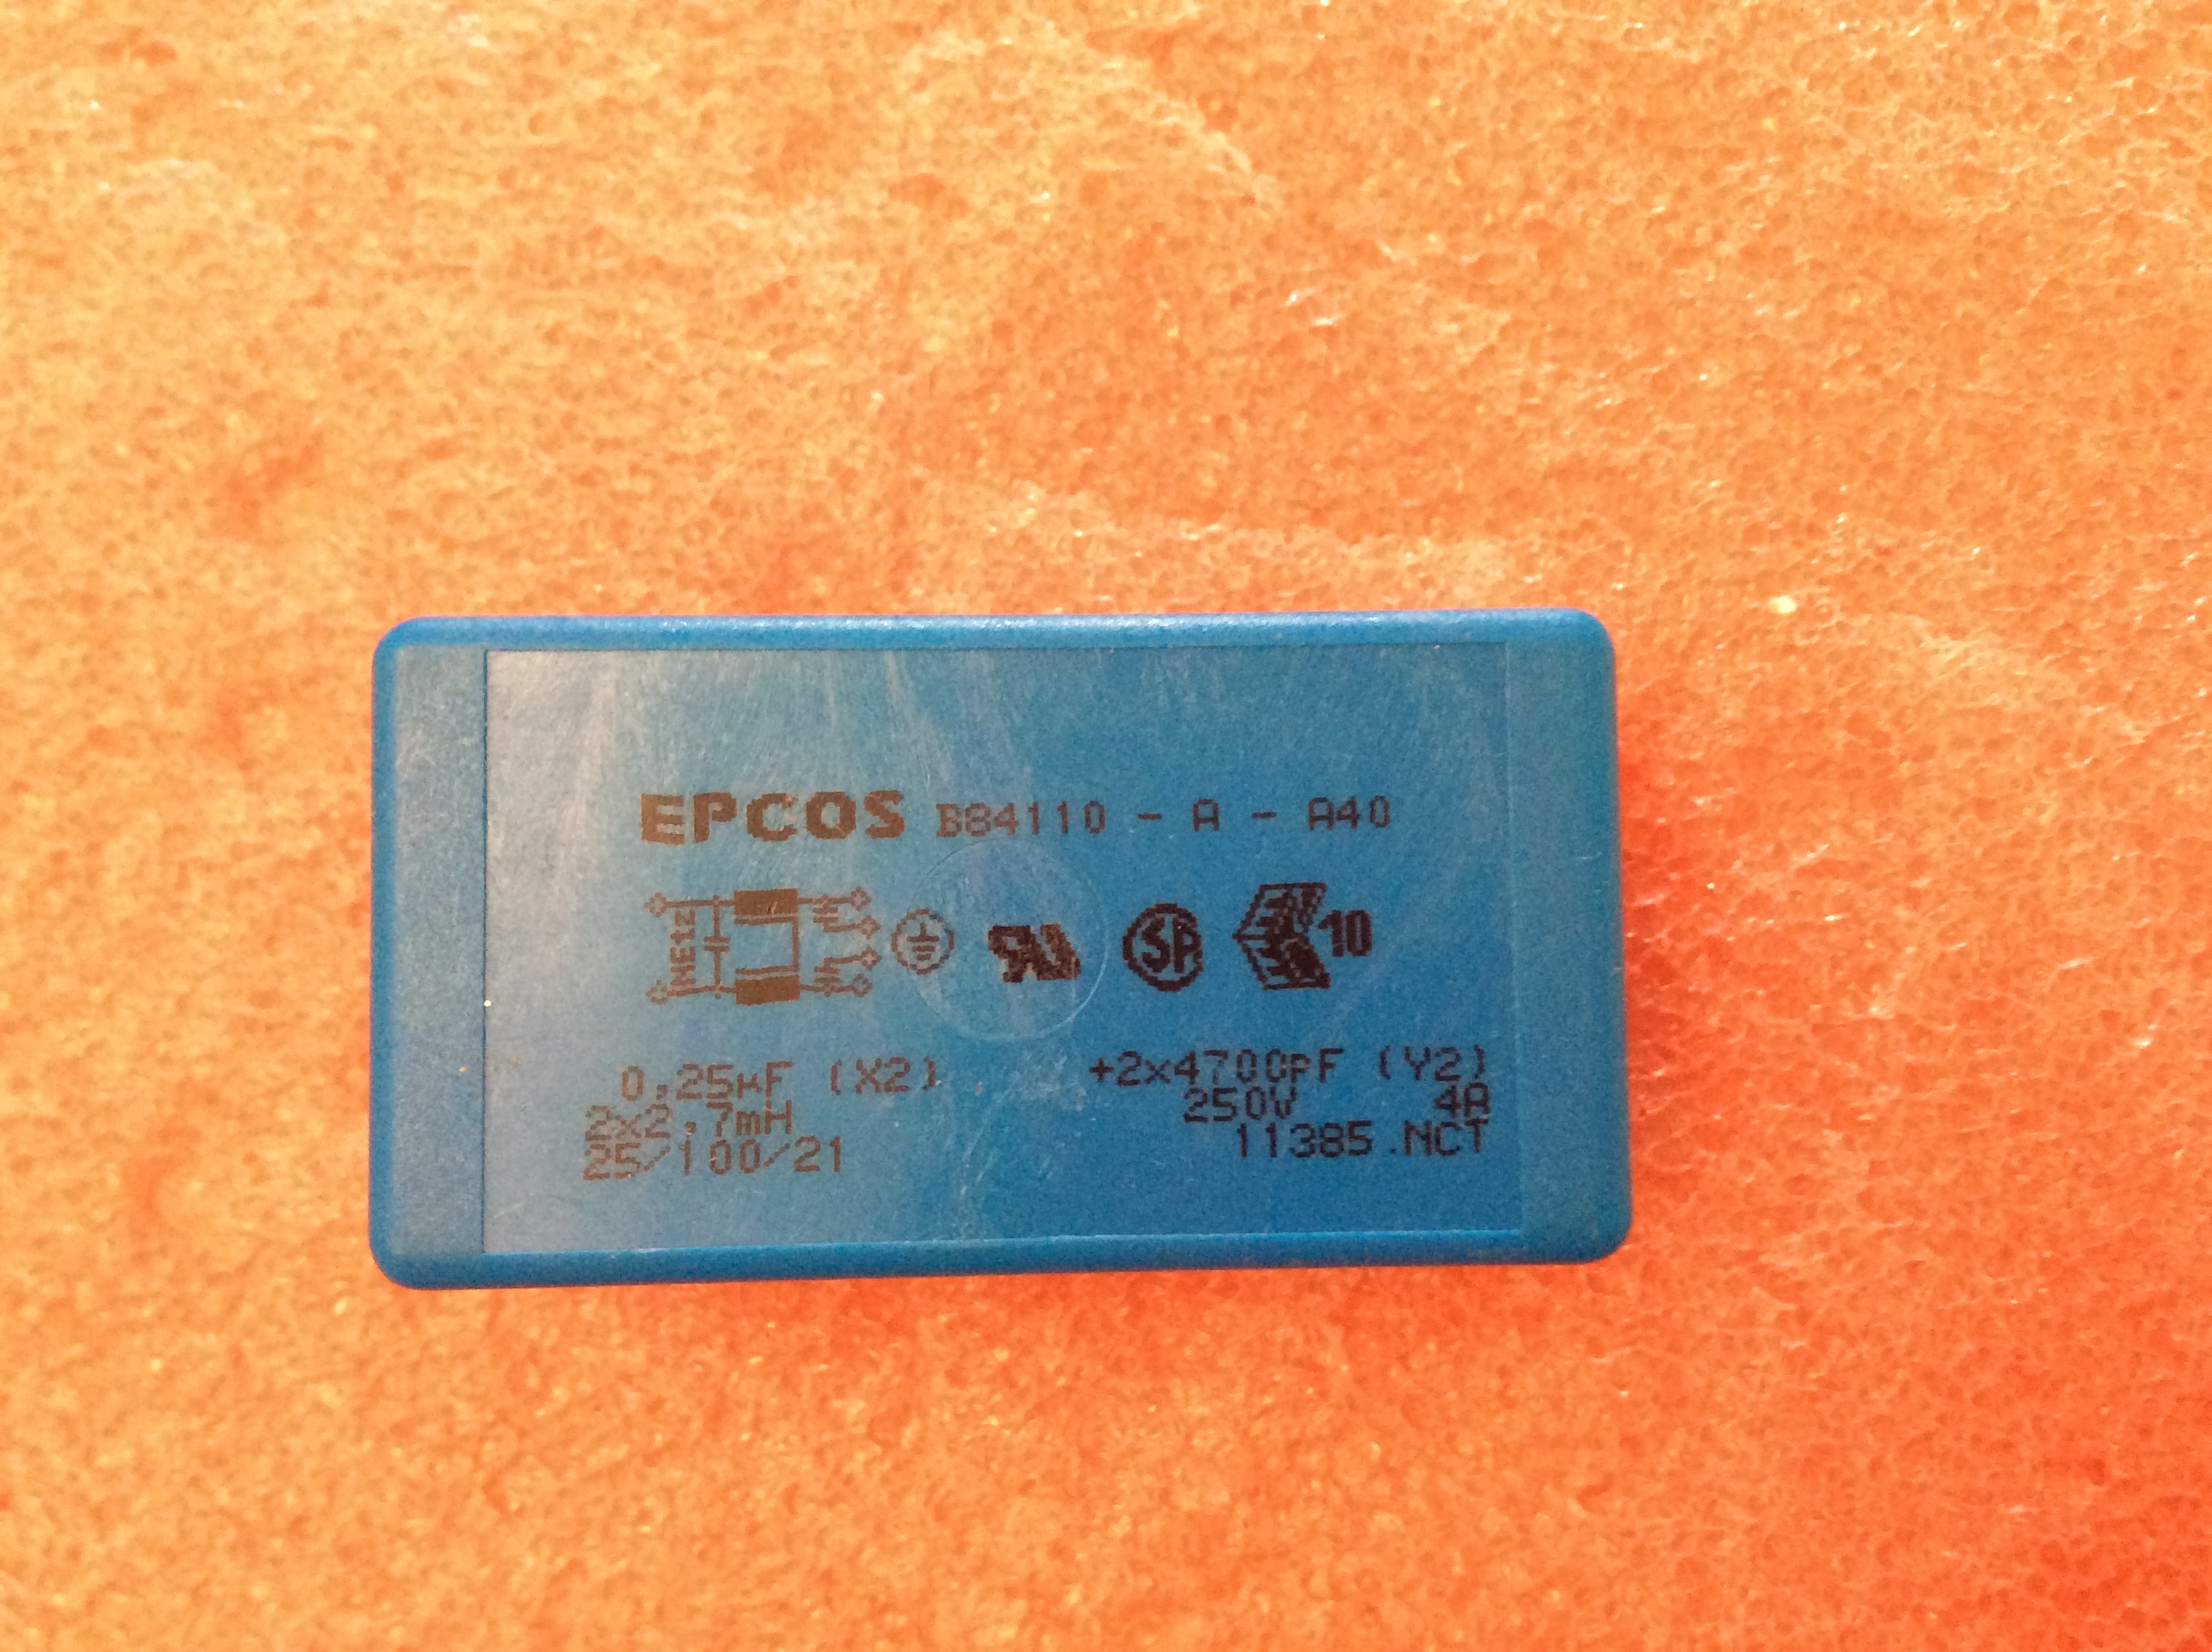 EPCOS B84110 - A - A40
NEtz
10
0,25µF (X2) +2x4700pF (Y2)
2x2,7mH 250V 4A
25/100/21 11385.NCT